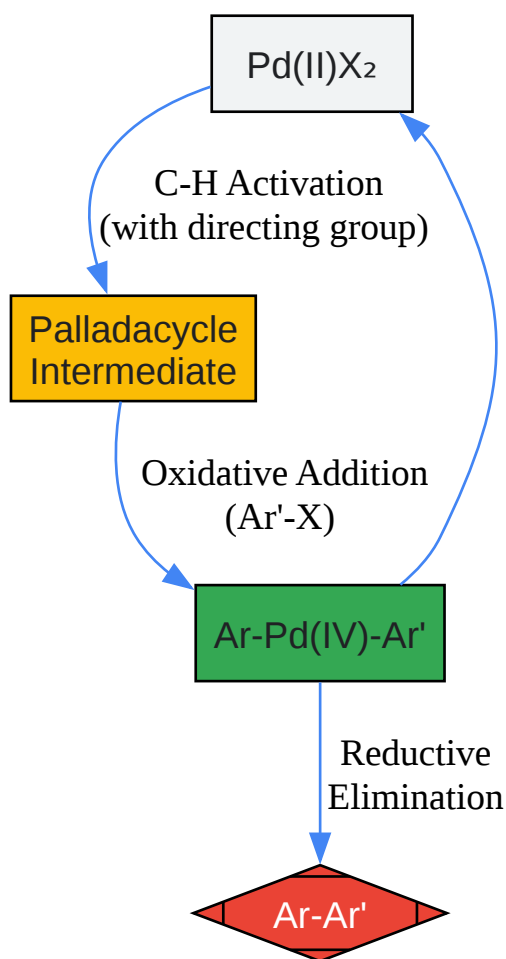 Pd(II)X₂
C-H Activation
(with directing group)
Palladacycle
Intermediate
Oxidative Addition
(Ar'-X)
Ar-Pd(IV)-Ar'
Reductive
Elimination
Ar-Ar'